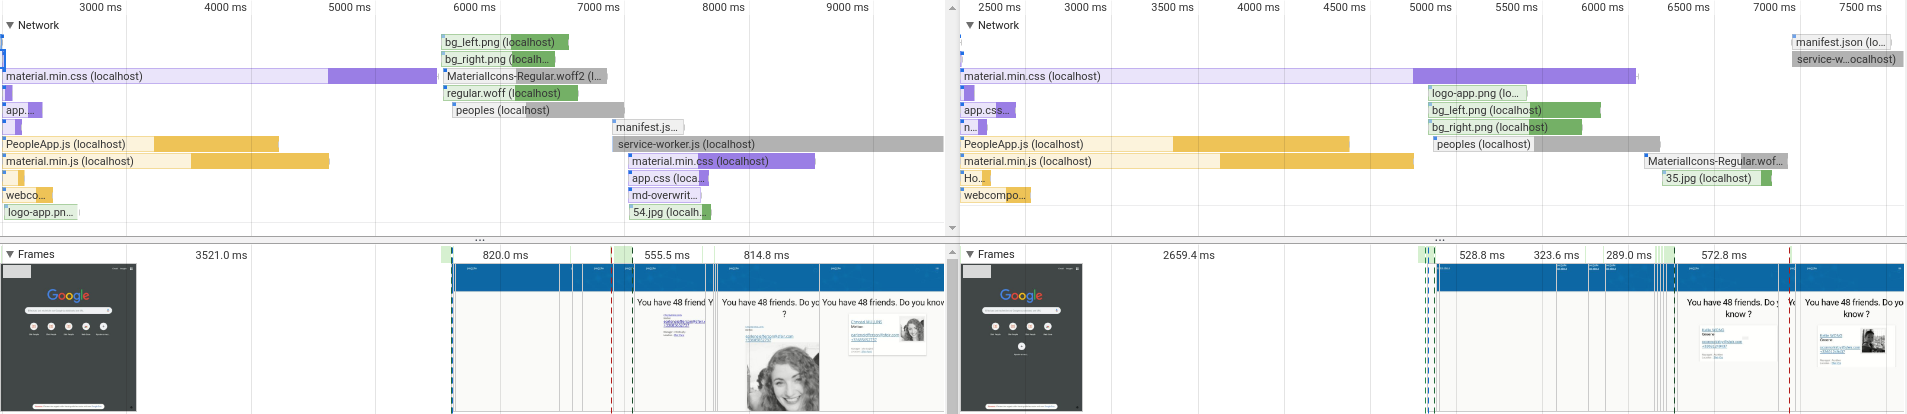 3000 ms 4000 ms 5000 ms 6000 ms 7000 ms 8000 ms 9000 ms
Network
bg_left.png (localhost)
bg_right.png (localh...
material.min.css (localhost)
MaterialIcons-Regular.woff2 (l...
regular.woff (localhost)
app....
peoples (localhost)
manifest.js...
PeopleApp.js (localhost)
service-worker.js (localhost)
material.min.js (localhost)
material.min.css (localhost)
app.css (loca...
webco...
md-overwrit...
logo-app.pn...
54.jpg (localh...
Frames
3521.0 ms 820.0 ms 555.5 ms 814.8 ms
Google
You have 48 friend
Y
You have 48 friends. Do yo
?
You have 48 friends. Do you know
2500 ms 3000 ms 3500 ms 4000 ms 4500 ms 5000 ms 5500 ms 6000 ms 6500 ms 7000 ms 7500 ms
Network
manifest.json (lo...
service-w...ocalhost)
material.min.css (localhost)
logo-app.png (lo...
app.css...
bg_left.png (localhost)
n...
bg_right.png (localhost)
PeopleApp.js (localhost)
peoples (localhost)
material.min.js (localhost)
MaterialIcons-Regular.wof...
Ho...
35.jpg (localhost)
webcompo...
Frames
2659.4 ms 528.8 ms 323.6 ms 289.0 ms 572.8 ms
Google
You have 48 friends. Do y
know ?
You have 48 friends. Do yo
know ?